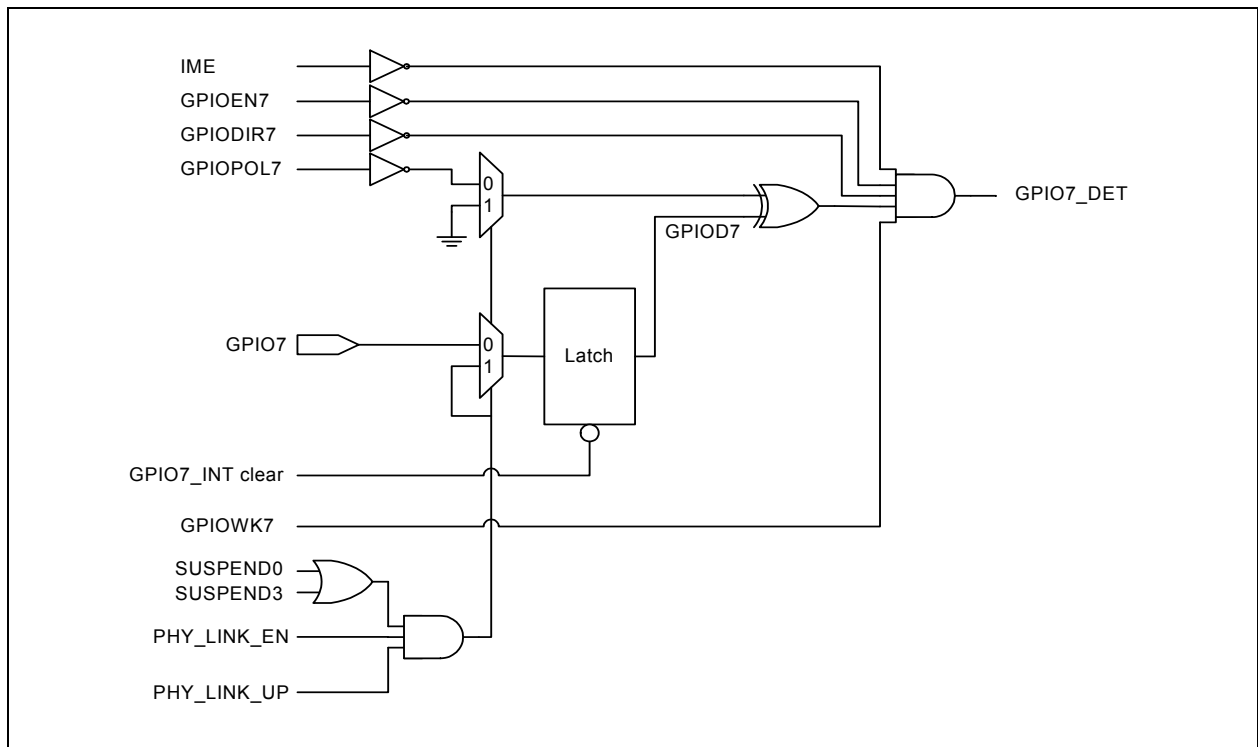 IME
GPIOEN7
GPIODIR7
GPIOPOL7
0
1
GPIO7_DET
GPIOD7
GPIO7
0
1
Latch
GPIO7_INT clear
GPIOWK7
SUSPEND0
SUSPEND3
PHY_LINK_EN
PHY_LINK_UP